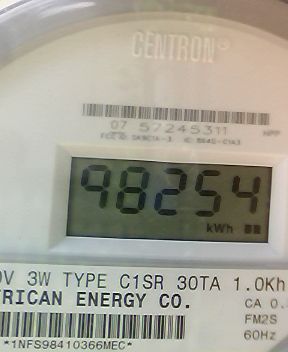 CENTRON®
07 57245311 HPP
98254
kWh
0V 3W TYPE C1SR 30TA 1.0Kh
RICAN ENERGY CO.
CA 0.
FM2S
60Hz
*1NFS98410366MEC*